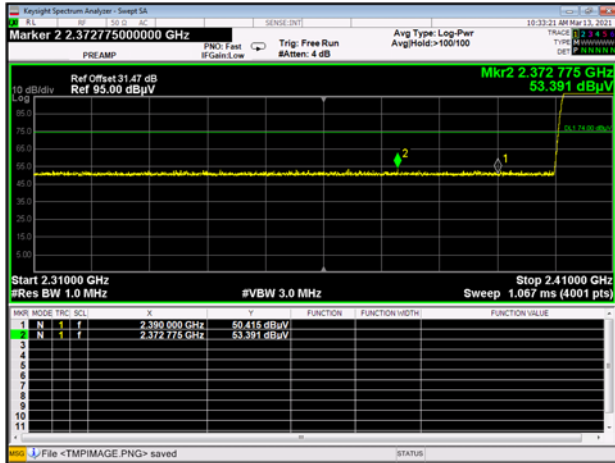 Keysight Spectrum Analyzer - Swept SA
RL RF 50 Ω AC SENSE:INT 10:33:21 AM Mar 13, 2021
Marker 2 2.372775000000 GHz
PREAMP
PNO: Fast
IFGain:Low
Trig: Free Run
#Atten: 4 dB
Avg Type: Log-Pwr
Avg|Hold:>100/100
TRACE 1 2 3 4 5 6
TYPE M W W W W W
DET P N N N N N
Ref Offset 31.47 dB
10 dB/div Ref 95.00 dBµV
Log
Mkr2 2.372 775 GHz
53.391 dBµV
85.0
75.0
DL1 74.00 dBµV
65.0
2
1
55.0
45.0
35.0
25.0
15.0
5.00
Start 2.31000 GHz Stop 2.41000 GHz
#Res BW 1.0 MHz #VBW 3.0 MHz Sweep 1.067 ms (4001 pts)
MKR MODE TRC SCL X Y FUNCTION FUNCTION WIDTH FUNCTION VALUE
1 N 1 f 2.390 000 GHz 50.415 dBµV
2 N 1 f 2.372 775 GHz 53.391 dBµV
3
4
5
6
7
8
9
10
11
MSG File <TMPIMAGE.PNG> saved STATUS